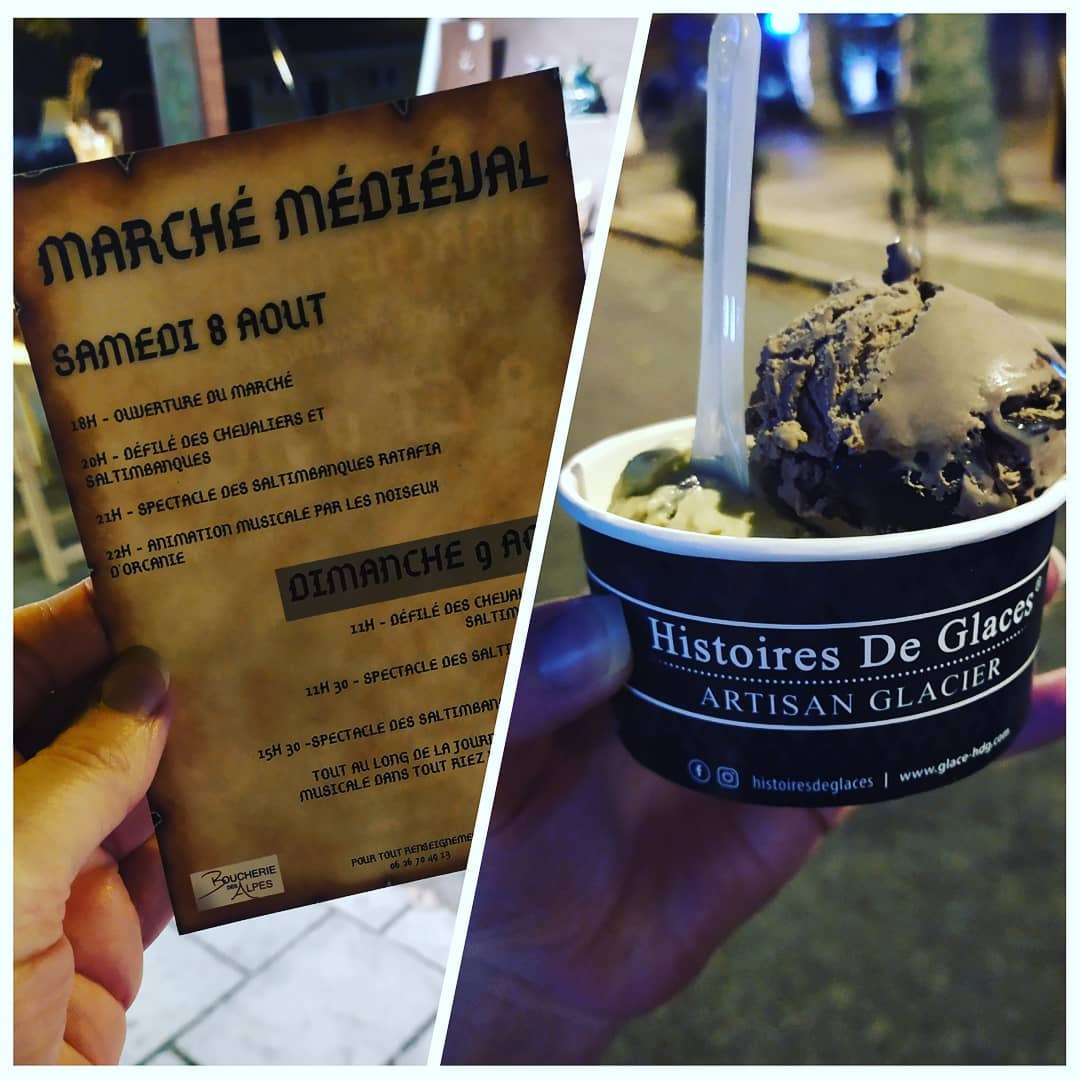 MARCHÉ MÉDIÉVAL
SAMEDI 8 AOUT
18H - OUVERTURE DU MARCHÉ
20H - DÉFILÉ DES CHEVALIERS ET
SALTIMBANQUES
21H - SPECTACLE DES SALTIMBANQUES RATAFIA
22H - ANIMATION MUSICALE PAR LES NOISEUX
D'ORCANIE
DIMANCHE 9
11H - DÉFILÉ DES
11H 30 - SPECTACLE DES
15H 30 -SPECTACLE DES
TOUT AU LONG DE LA
MUSICALE DANS TOUT RIEZ
POUR TOUT
06 26 70 49 13
BOUCHERIE
DES ALPES
Histoires De Glaces®
ARTISAN GLACIER
histoiresdeglaces | www.glace-hdg.com